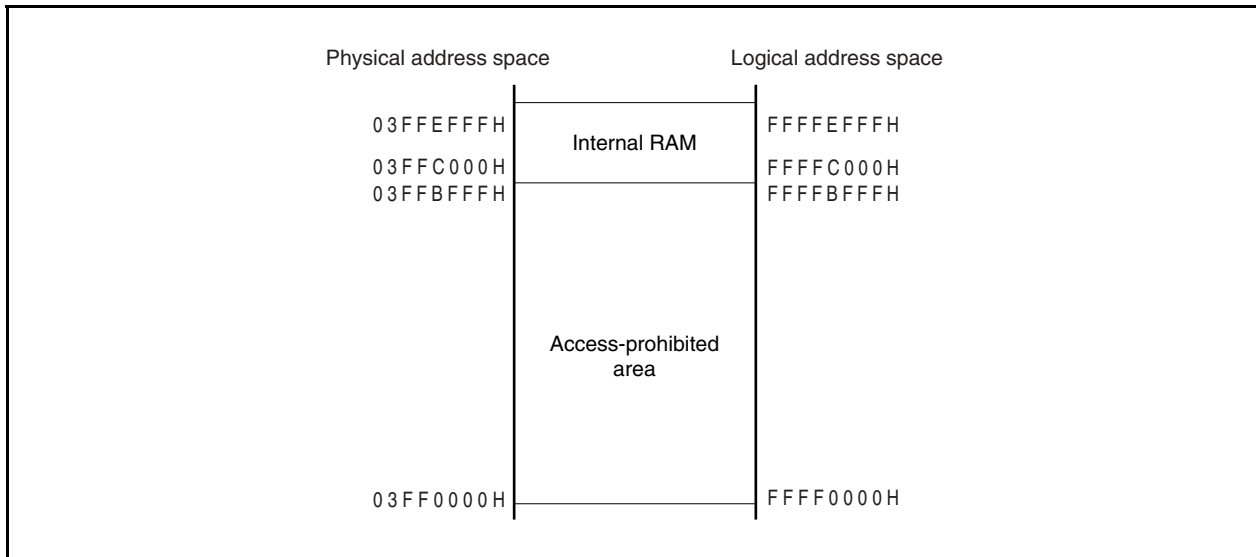 Physical address space Logical address space
03FFEFFFH FFFFEFFFH
Internal RAM
03FFC000H FFFFC000H
03FFBFFFH FFFFBFFFH
Access-prohibited
area
03FF0000H FFFF0000H